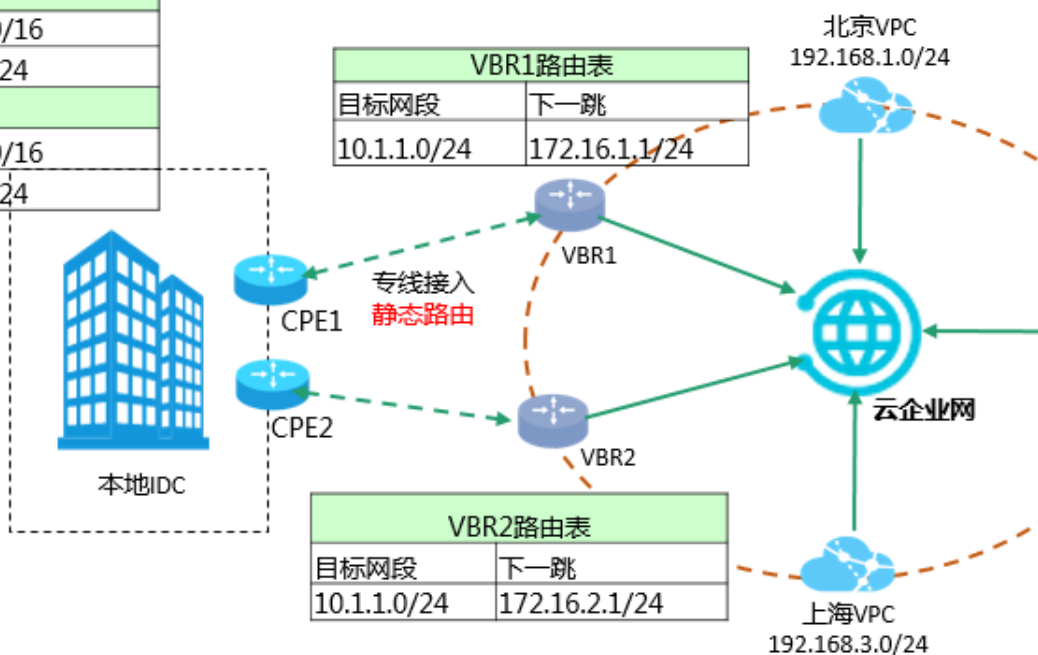 /16
24
/16
24
VBR1路由表
目标网段 下一跳
10.1.1.0/24 172.16.1.1/24
北京VPC
192.168.1.0/24
VBR1
专线接入
静态路由
CPE1
CPE2
云企业网
VBR2
本地IDC
VBR2路由表
目标网段 下一跳
10.1.1.0/24 172.16.2.1/24
上海VPC
192.168.3.0/24